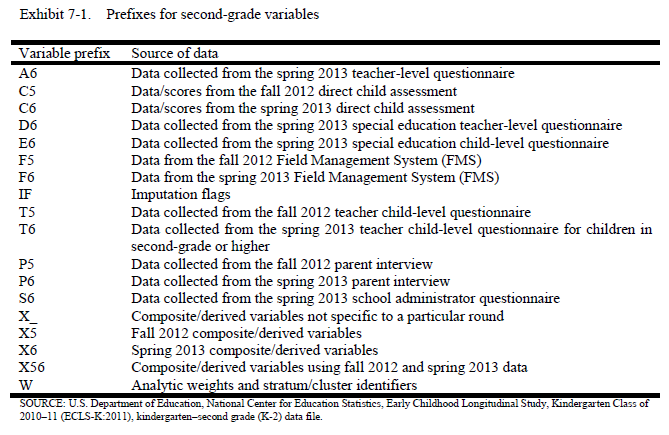 Exhibit 7-1. Prefixes for second-grade variables
Variable prefix Source of data
A6 Data collected from the spring 2013 teacher-level questionnaire
C5 Data/scores from the fall 2012 direct child assessment
C6 Data/scores from the spring 2013 direct child assessment
D6 Data collected from the spring 2013 special education teacher-level questionnaire
E6 Data collected from the spring 2013 special education child-level questionnaire
F5 Data from the fall 2012 Field Management System (FMS)
F6 Data from the spring 2013 Field Management System (FMS)
IF Imputation flags
T5 Data collected from the fall 2012 teacher child-level questionnaire
T6 Data collected from the spring 2013 teacher child-level questionnaire for children in
second-grade or higher
P5 Data collected from the fall 2012 parent interview
P6 Data collected from the spring 2013 parent interview
S6 Data collected from the spring 2013 school administrator questionnaire
X_ Composite/derived variables not specific to a particular round
X5 Fall 2012 composite/derived variables
X6 Spring 2013 composite/derived variables
X56 Composite/derived variables using fall 2012 and spring 2013 data
W Analytic weights and stratum/cluster identifiers
SOURCE: U.S. Department of Education, National Center for Education Statistics, Early Childhood Longitudinal Study, Kindergarten Class of
2010–11 (ECLS-K:2011), kindergarten–second grade (K-2) data file.